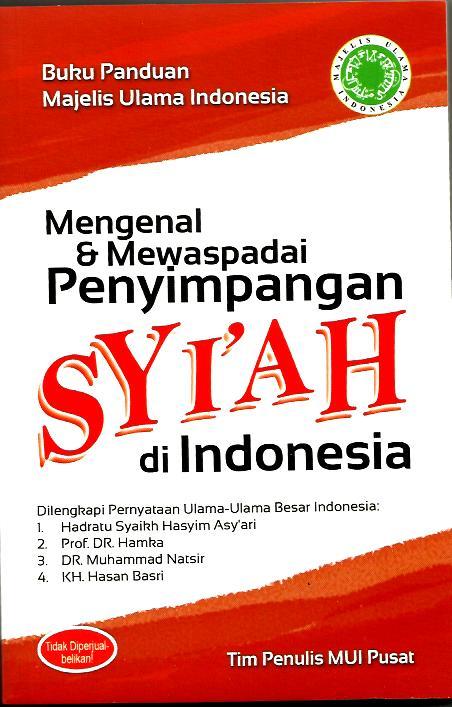 Buku Panduan
Majelis Ulama Indonesia
MAJELIS ULAMA
INDONESIA
Mengenal
& Mewaspadai
Penyimpangan
SYI'AH
di Indonesia
Dilengkapi Pernyataan Ulama-Ulama Besar Indonesia:
1. Hadratu Syaikh Hasyim Asy'ari
2. Prof. DR. Hamka
3. DR. Muhammad Natsir
4. KH. Hasan Basri
Tidak Diperjual-
belikan!
Tim Penulis MUI Pusat